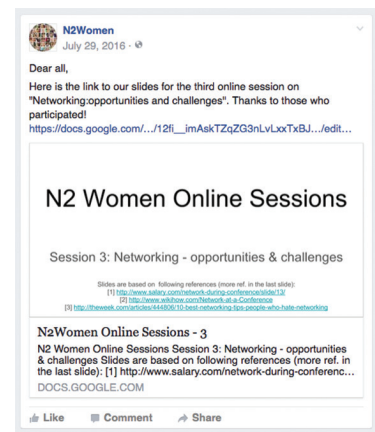 N2Women
July 29, 2016 ·
Dear all,
Here is the link to our slides for the third online session on
"Networking:opportunities and challenges". Thanks to those who
participated!
https://docs.google.com/.../12fi__imAskTZqZG3nLvLxxTxBJ.../edit...
N2 Women Online Sessions
Session 3: Networking - opportunities & challenges
Slides are based on following references (more ref. in the last slide):
[1] http://www.salary.com/network-during-conference/slide/13/
[2] http://www.wikihow.com/Network-at-a-Conference
[3] http://theweek.com/articles/444806/10-best-networking-tips-people-who-hate-networking
N2Women Online Sessions - 3
N2 Women Online Sessions Session 3: Networking - opportunities
& challenges Slides are based on following references (more ref. in
the last slide): [1] http://www.salary.com/network-during-conferenc...
DOCS.GOOGLE.COM
Like Comment Share